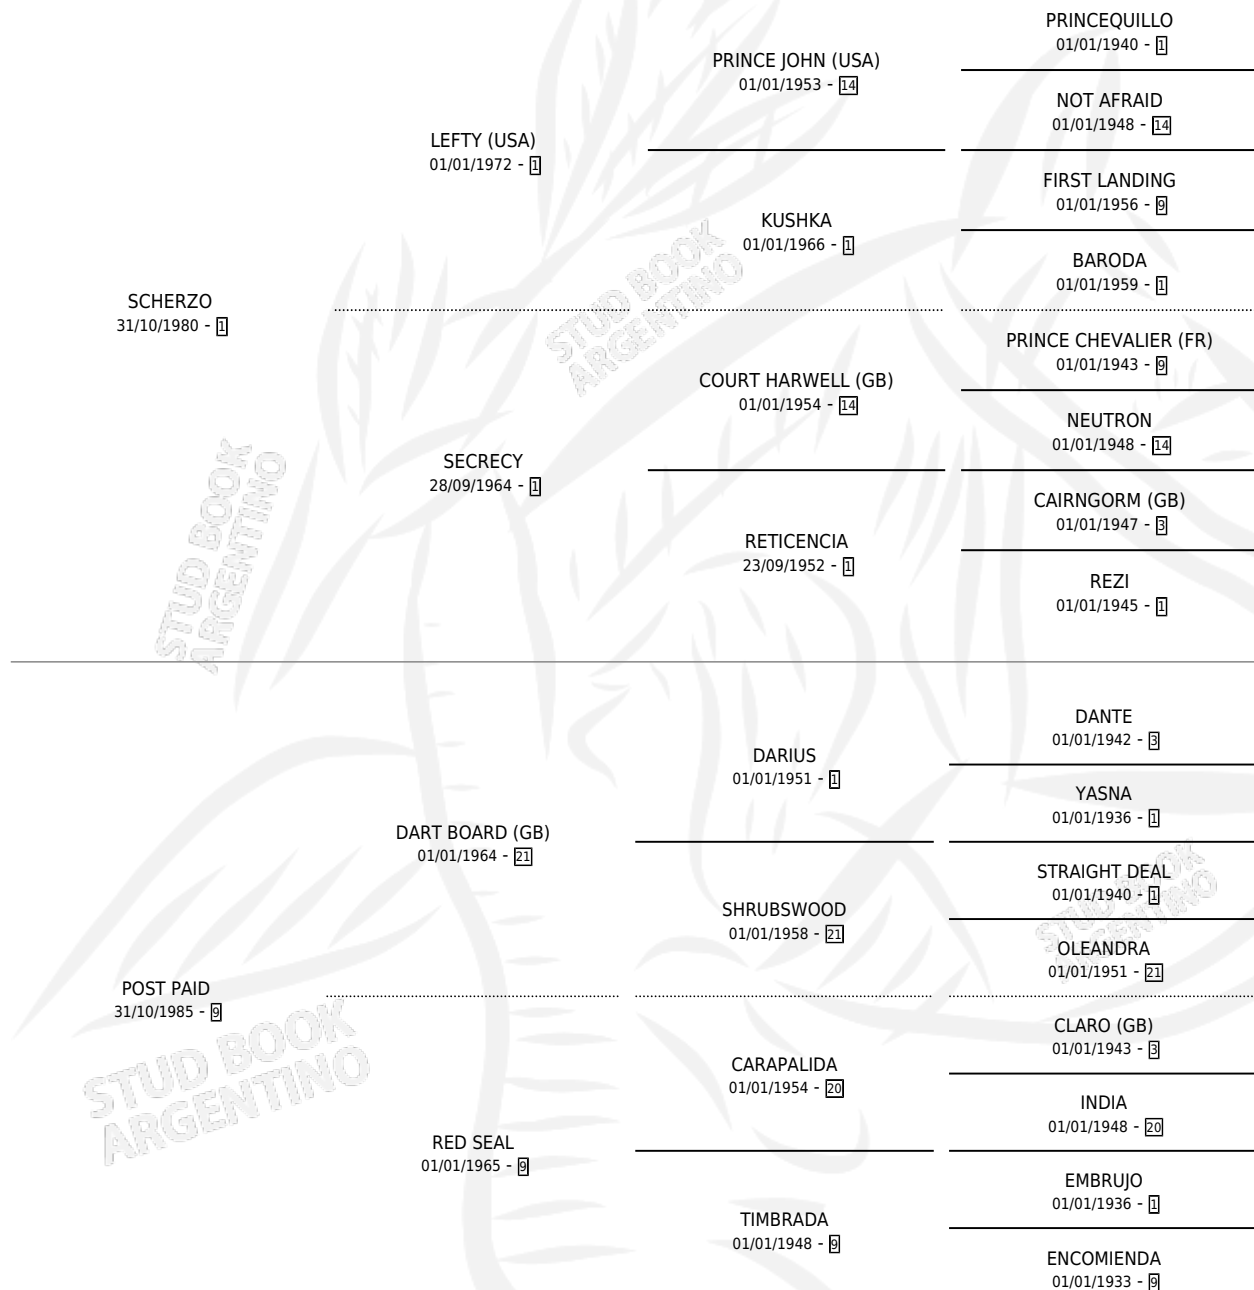 PRINCEQUILLO
01/01/1940 - 1
PRINCE JOHN (USA)
01/01/1953 - 14
NOT AFRAID
01/01/1948 - 14
LEFTY (USA)
01/01/1972 - 1
FIRST LANDING
01/01/1956 - 9
KUSHKA
01/01/1966 - 1
BARODA
01/01/1959 - 1
SCHERZO
31/10/1980 - 1
PRINCE CHEVALIER (FR)
01/01/1943 - 9
COURT HARWELL (GB)
01/01/1954 - 14
NEUTRON
01/01/1948 - 14
SECRECY
28/09/1964 - 1
CAIRNGORM (GB)
01/01/1947 - 3
RETICENCIA
23/09/1952 - 1
REZI
01/01/1945 - 1
DANTE
01/01/1942 - 3
DARIUS
01/01/1951 - 1
YASNA
01/01/1936 - 1
DART BOARD (GB)
01/01/1964 - 21
STRAIGHT DEAL
01/01/1940 - 1
SHRUBSWOOD
01/01/1958 - 21
OLEANDRA
01/01/1951 - 21
POST PAID
31/10/1985 - 9
CLARO (GB)
01/01/1943 - 3
CARAPALIDA
01/01/1954 - 20
INDIA
01/01/1948 - 20
RED SEAL
01/01/1965 - 9
EMBRUJO
01/01/1936 - 1
TIMBRADA
01/01/1948 - 9
ENCOMIENDA
01/01/1933 - 9
STUD BOOK
ARGENTINO
STUD BOOK
ARGENTINO
STUD BOOK
ARGENTINO
STUD BOOK
ARGENTINO